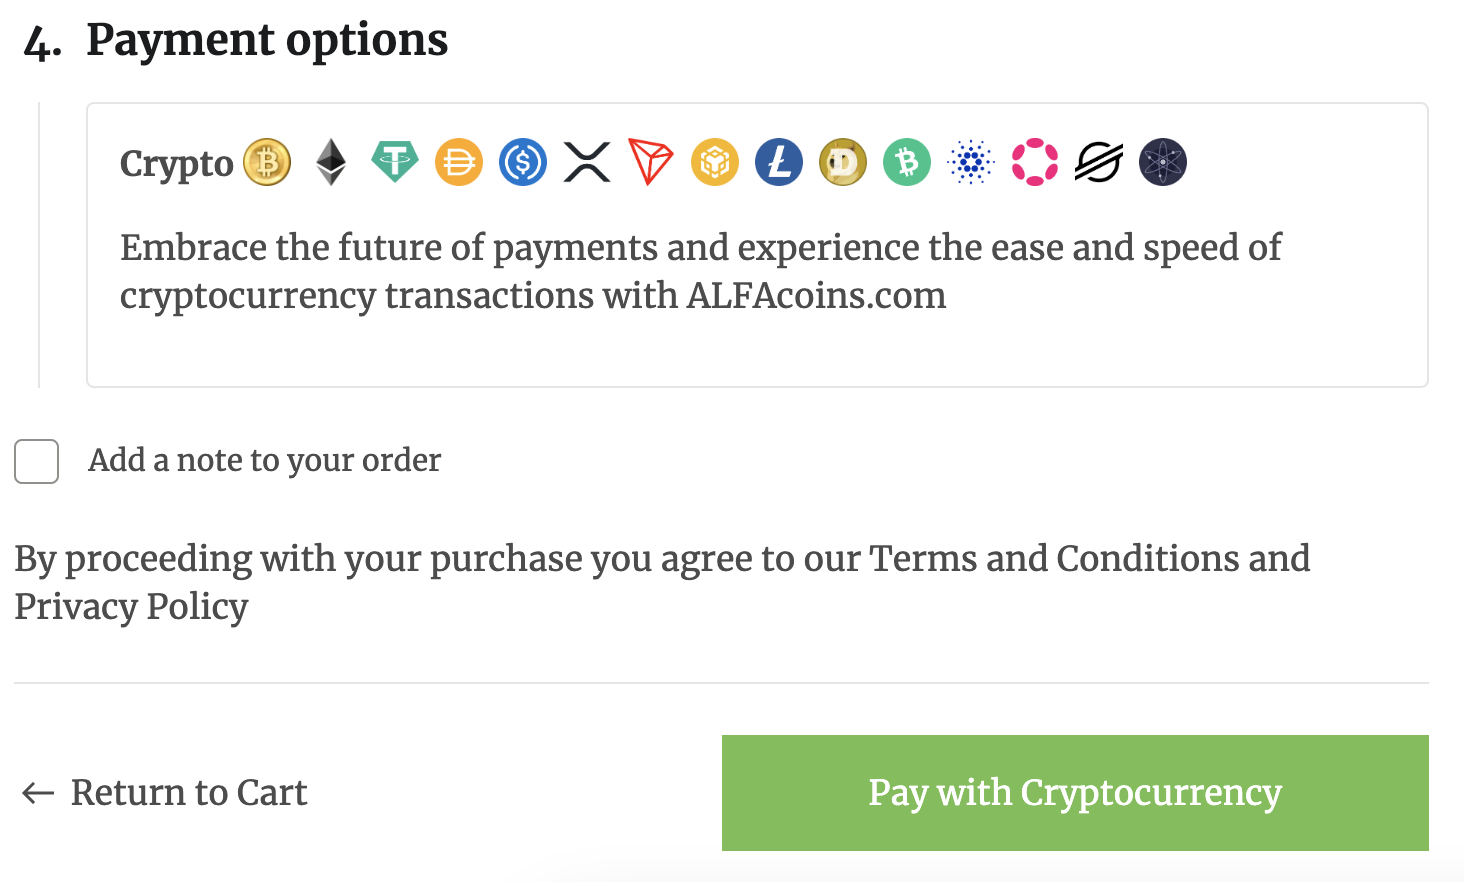 4. Payment options
Crypto
Embrace the future of payments and experience the ease and speed of
cryptocurrency transactions with ALFAcoins.com
Add a note to your order
By proceeding with your purchase you agree to our Terms and Conditions and
Privacy Policy
← Return to Cart
Pay with Cryptocurrency